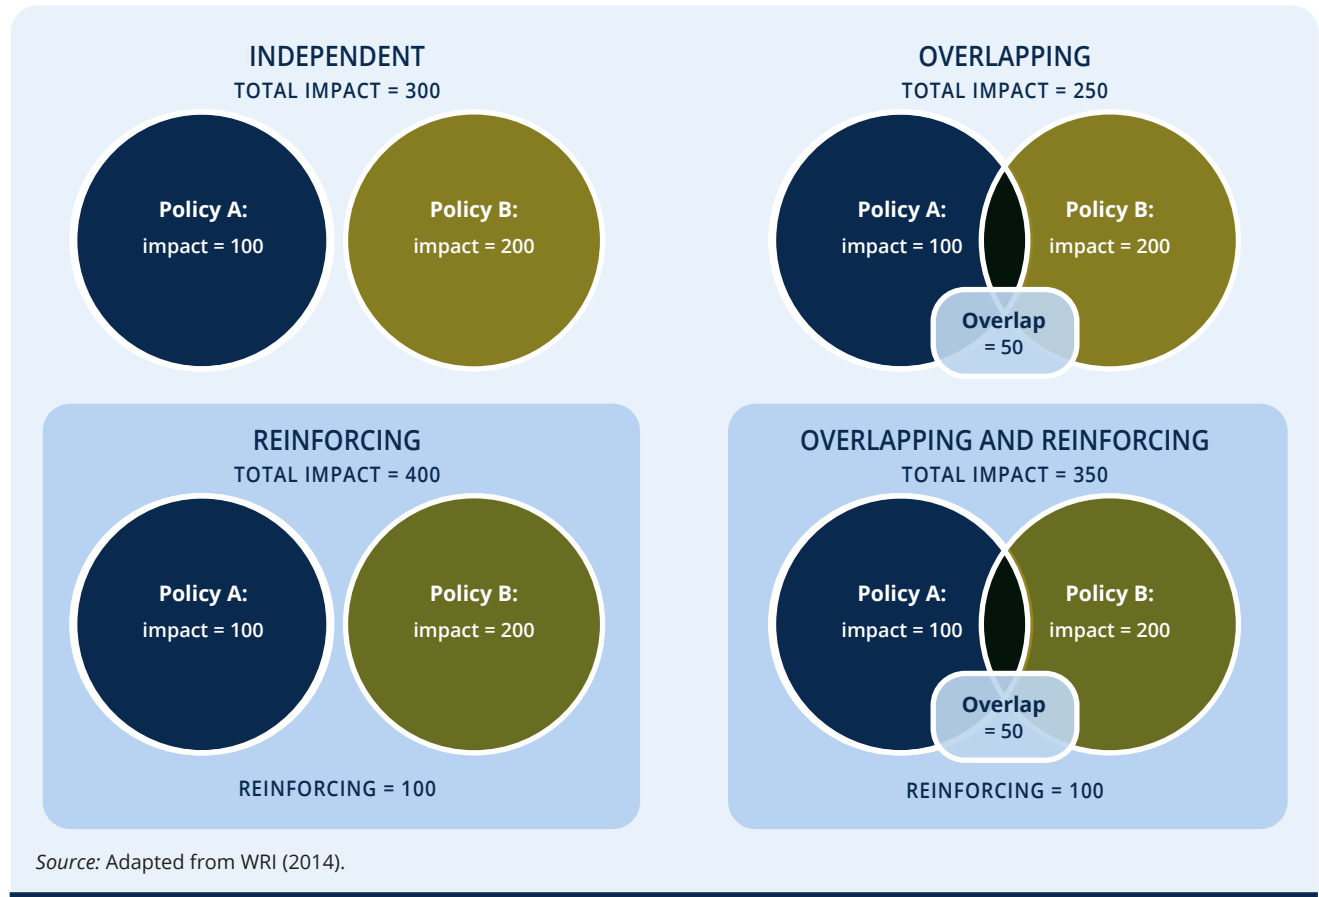 INDEPENDENT
TOTAL IMPACT = 300
Policy A:
impact = 100
Policy B:
impact = 200
OVERLAPPING
TOTAL IMPACT = 250
Policy A:
impact = 100
Policy B:
impact = 200
Overlap
= 50
REINFORCING
TOTAL IMPACT = 400
Policy A:
impact = 100
Policy B:
impact = 200
REINFORCING = 100
OVERLAPPING AND REINFORCING
TOTAL IMPACT = 350
Policy A:
impact = 100
Policy B:
impact = 200
Overlap
= 50
REINFORCING = 100
Source: Adapted from WRI (2014).